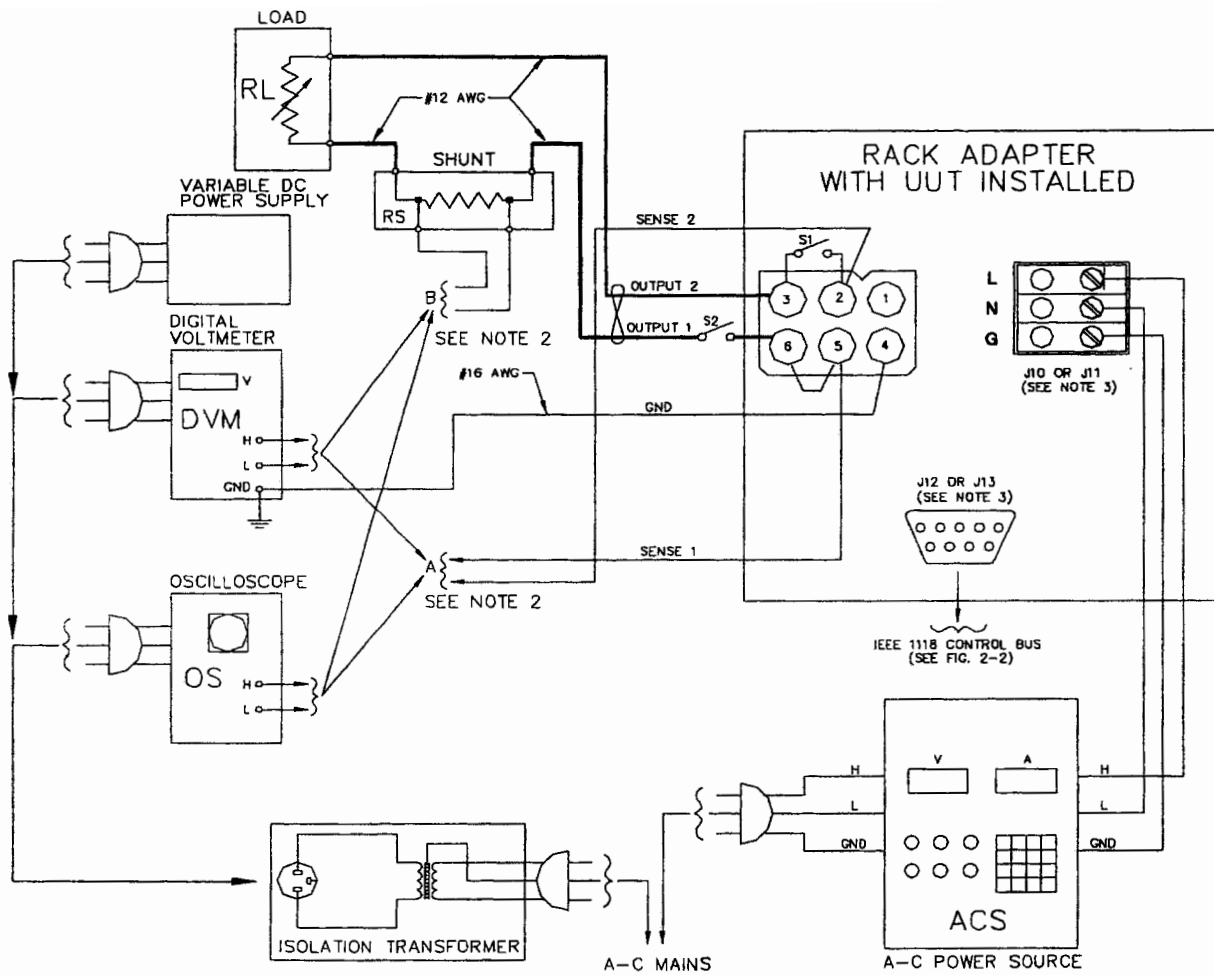 LOAD
RL
#12 AWG
SHUNT
RS
VARIABLE DC
POWER SUPPLY
RACK ADAPTER
WITH UUT INSTALLED
SENSE 2
S1
OUTPUT 2
OUTPUT 1
S2
3
2
1
6
5
4
L
N
G
J10 OR J11
(SEE NOTE 3)
B
SEE NOTE 2
DIGITAL
VOLTMETER
V
DVM
H
L
GND
#16 AWG
GND
J12 OR J13
(SEE NOTE 3)
SENSE 1
A
SEE NOTE 2
IEEE 1118 CONTROL BUS
(SEE FIG. 2-2)
OSCILLOSCOPE
OS
H
L
H
L
GND
V
A
H
L
GND
ACS
A-C POWER SOURCE
ISOLATION TRANSFORMER
A-C MAINS